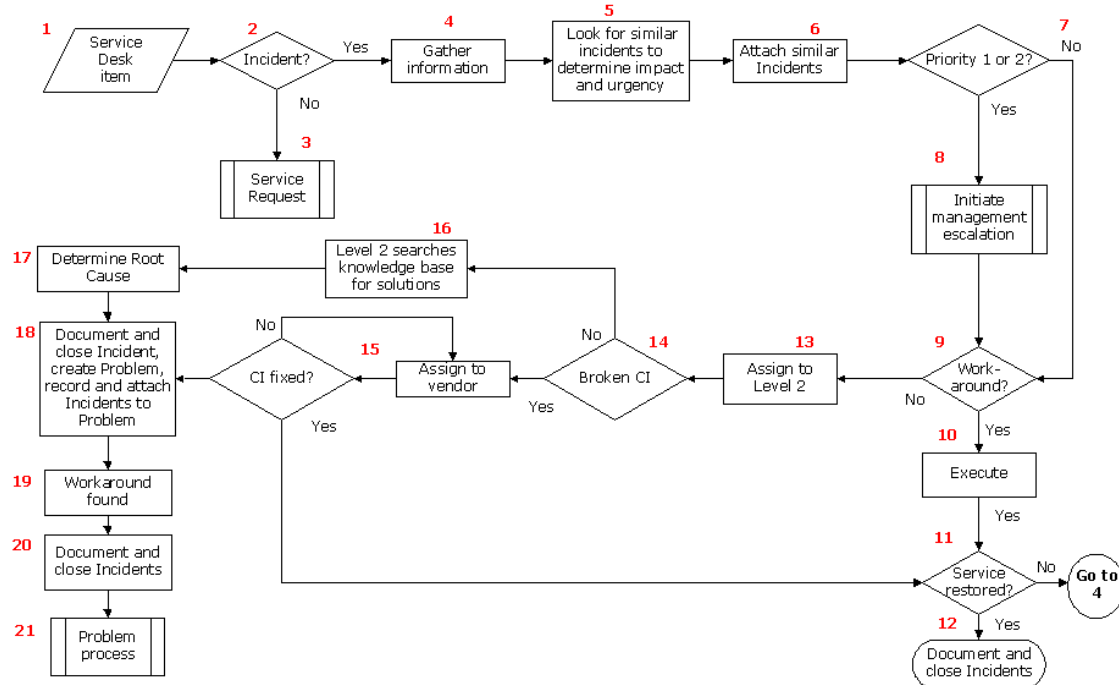 1
Service
Desk
item
2
Incident?
Yes
No
3
Service
Request
4
Gather
information
5
Look for similar
incidents to
determine impact
and urgency
6
Attach similar
Incidents
7
Priority 1 or 2?
No
Yes
8
Initiate
management
escalation
9
Work-
around?
No
Yes
10
Execute
Yes
11
Service
restored?
No
Go to
4
Yes
12
Document and
close Incidents
13
Assign to
Level 2
14
Broken CI
No
Yes
15
Assign to
vendor
CI fixed?
No
Yes
16
Level 2 searches
knowledge base
for solutions
17
Determine Root
Cause
18
Document and
close Incident,
create Problem,
record and attach
Incidents to
Problem
19
Workaround
found
20
Document and
close Incidents
21
Problem
process